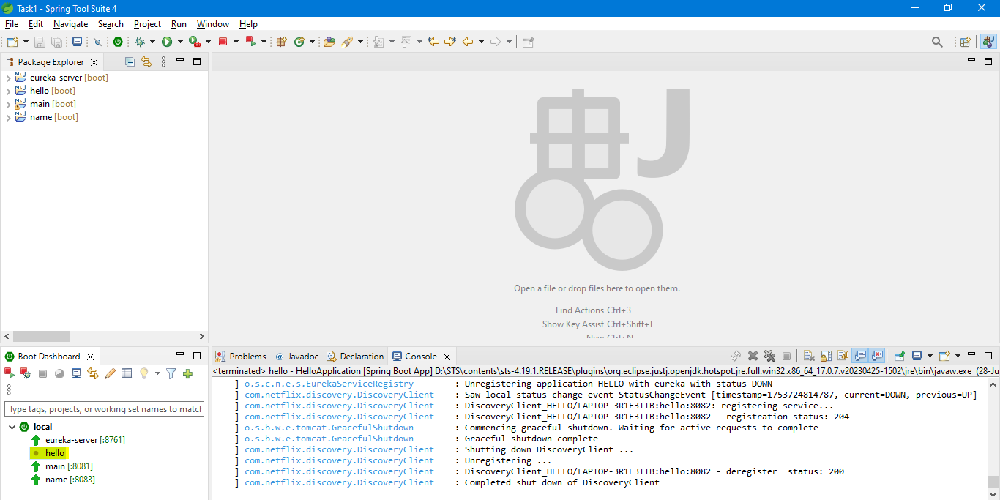 Task1 - Spring Tool Suite 4
File Edit Navigate Search Project Run Window Help
Package Explorer
eureka-server [boot]
hello [boot]
main [boot]
name [boot]
Open a file or drop files here to open them.
Find Actions Ctrl+3
Show Key Assist Ctrl+Shift+L
New Ctrl+N
Boot Dashboard
Type tags, projects, or working set names to match
local
eureka-server [:8761]
hello
main [:8081]
name [:8083]
Problems @ Javadoc Declaration Console
<terminated> hello - HelloApplication [Spring Boot App] D:\STS\contents\sts-4.19.1.RELEASE\plugins\org.eclipse.justj.openjdk.hotspot.jre.full.win32.x86_64_17.0.7.v20230425-1502\jre\bin\javaw.exe (28-Ju
] o.s.c.n.e.s.EurekaServiceRegistry : Unregistering application HELLO with eureka with status DOWN
] com.netflix.discovery.DiscoveryClient : Saw local status change event StatusChangeEvent [timestamp=1753724814787, current=DOWN, previous=UP]
] com.netflix.discovery.DiscoveryClient : DiscoveryClient_HELLO/LAPTOP-3R1F3ITB:hello:8082: registering service...
] com.netflix.discovery.DiscoveryClient : DiscoveryClient_HELLO/LAPTOP-3R1F3ITB:hello:8082 - registration status: 204
] o.s.b.w.e.tomcat.GracefulShutdown : Commencing graceful shutdown. Waiting for active requests to complete
] o.s.b.w.e.tomcat.GracefulShutdown : Graceful shutdown complete
] com.netflix.discovery.DiscoveryClient : Shutting down DiscoveryClient ...
] com.netflix.discovery.DiscoveryClient : Unregistering ...
] com.netflix.discovery.DiscoveryClient : DiscoveryClient_HELLO/LAPTOP-3R1F3ITB:hello:8082 - deregister  status: 200
] com.netflix.discovery.DiscoveryClient : Completed shut down of DiscoveryClient